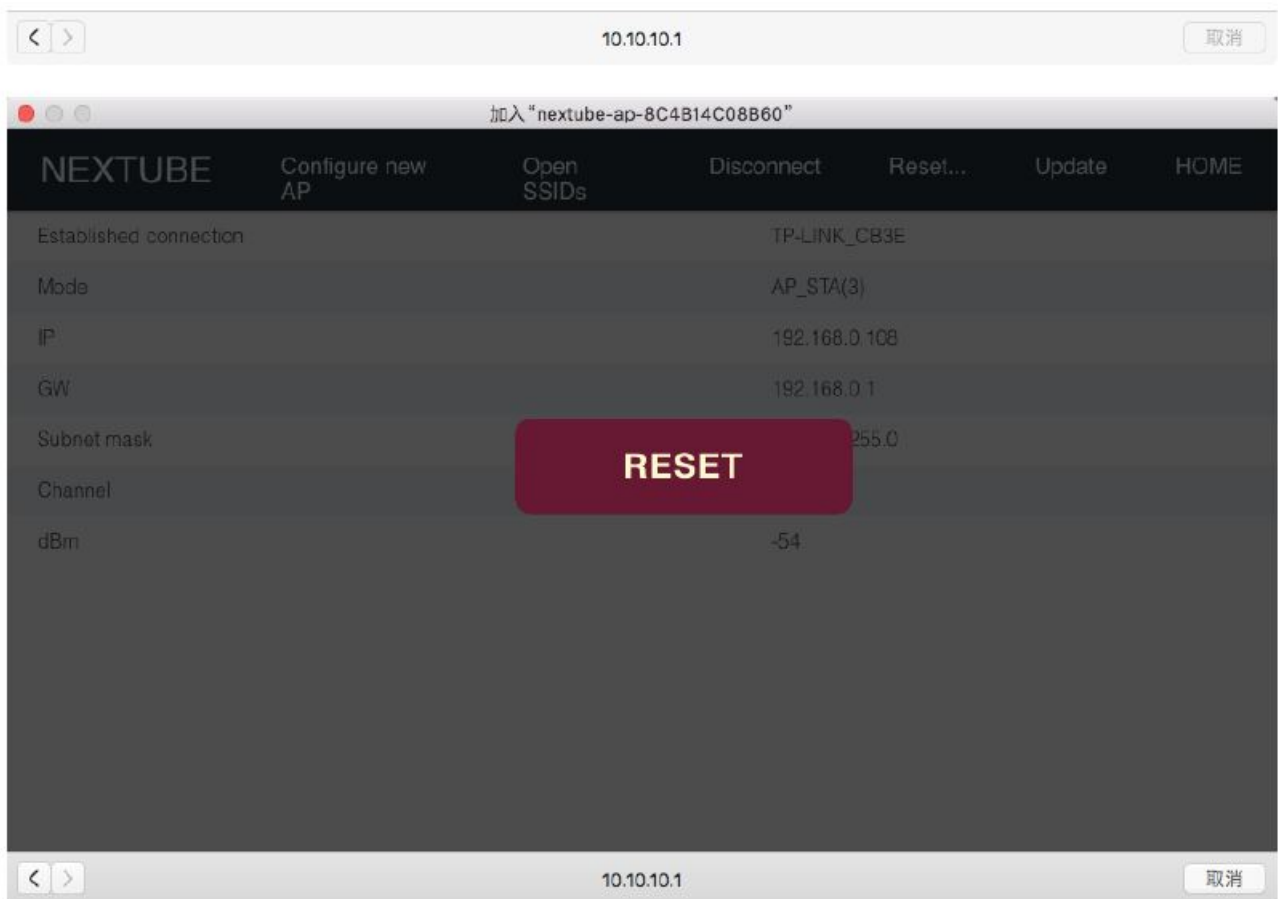 10.10.10.1
取消
加入“nextube-ap-8C4B14C08B60”
NEXTUBE
Configure new
AP
Open
SSIDs
Disconnect
Reset...
Update
HOME
Established connection
TP-LINK_CB3E
Mode
AP_STA(3)
IP
192.168.0.108
GW
192.168.0.1
Subnet mask
255.0
RESET
Channel
dBm
-54
10.10.10.1
取消